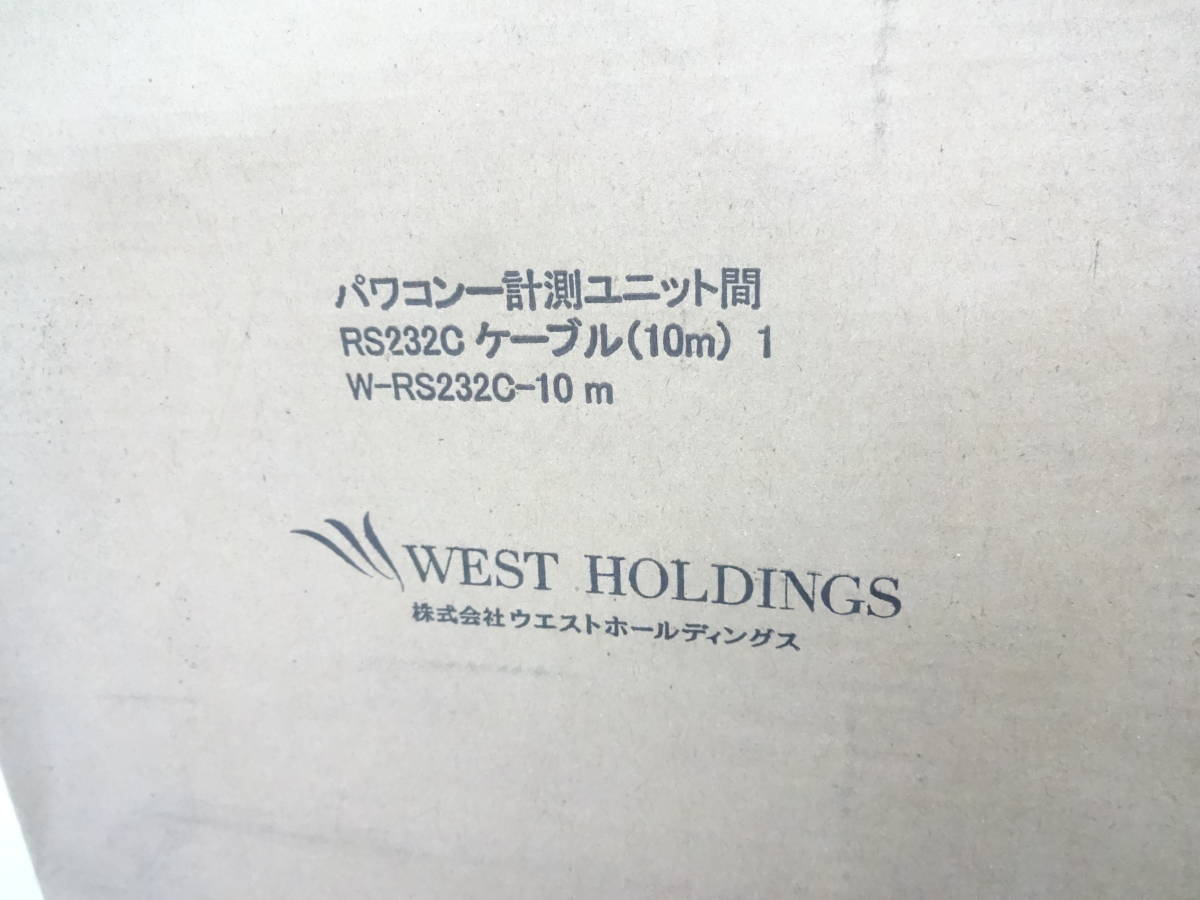 パワコンー計測ユニット間
RS232C ケーブル(10m) 1
W-RS232C-10 m
WEST HOLDINGS
株式会社ウエストホールディングス